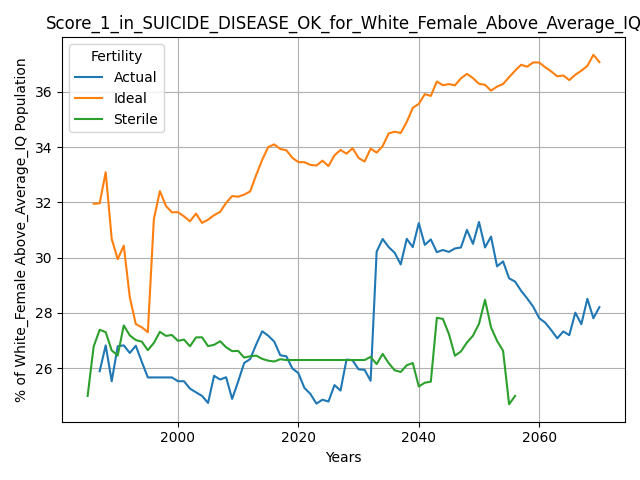 Score_1_in_SUICIDE_DISEASE_OK_for_White_Female_Above_Average_IQ
Fertility
Actual
Ideal
Sterile
% of White_Female Above_Average_IQ Population
36
34
32
30
28
26
2000
2020
2040
2060
Years